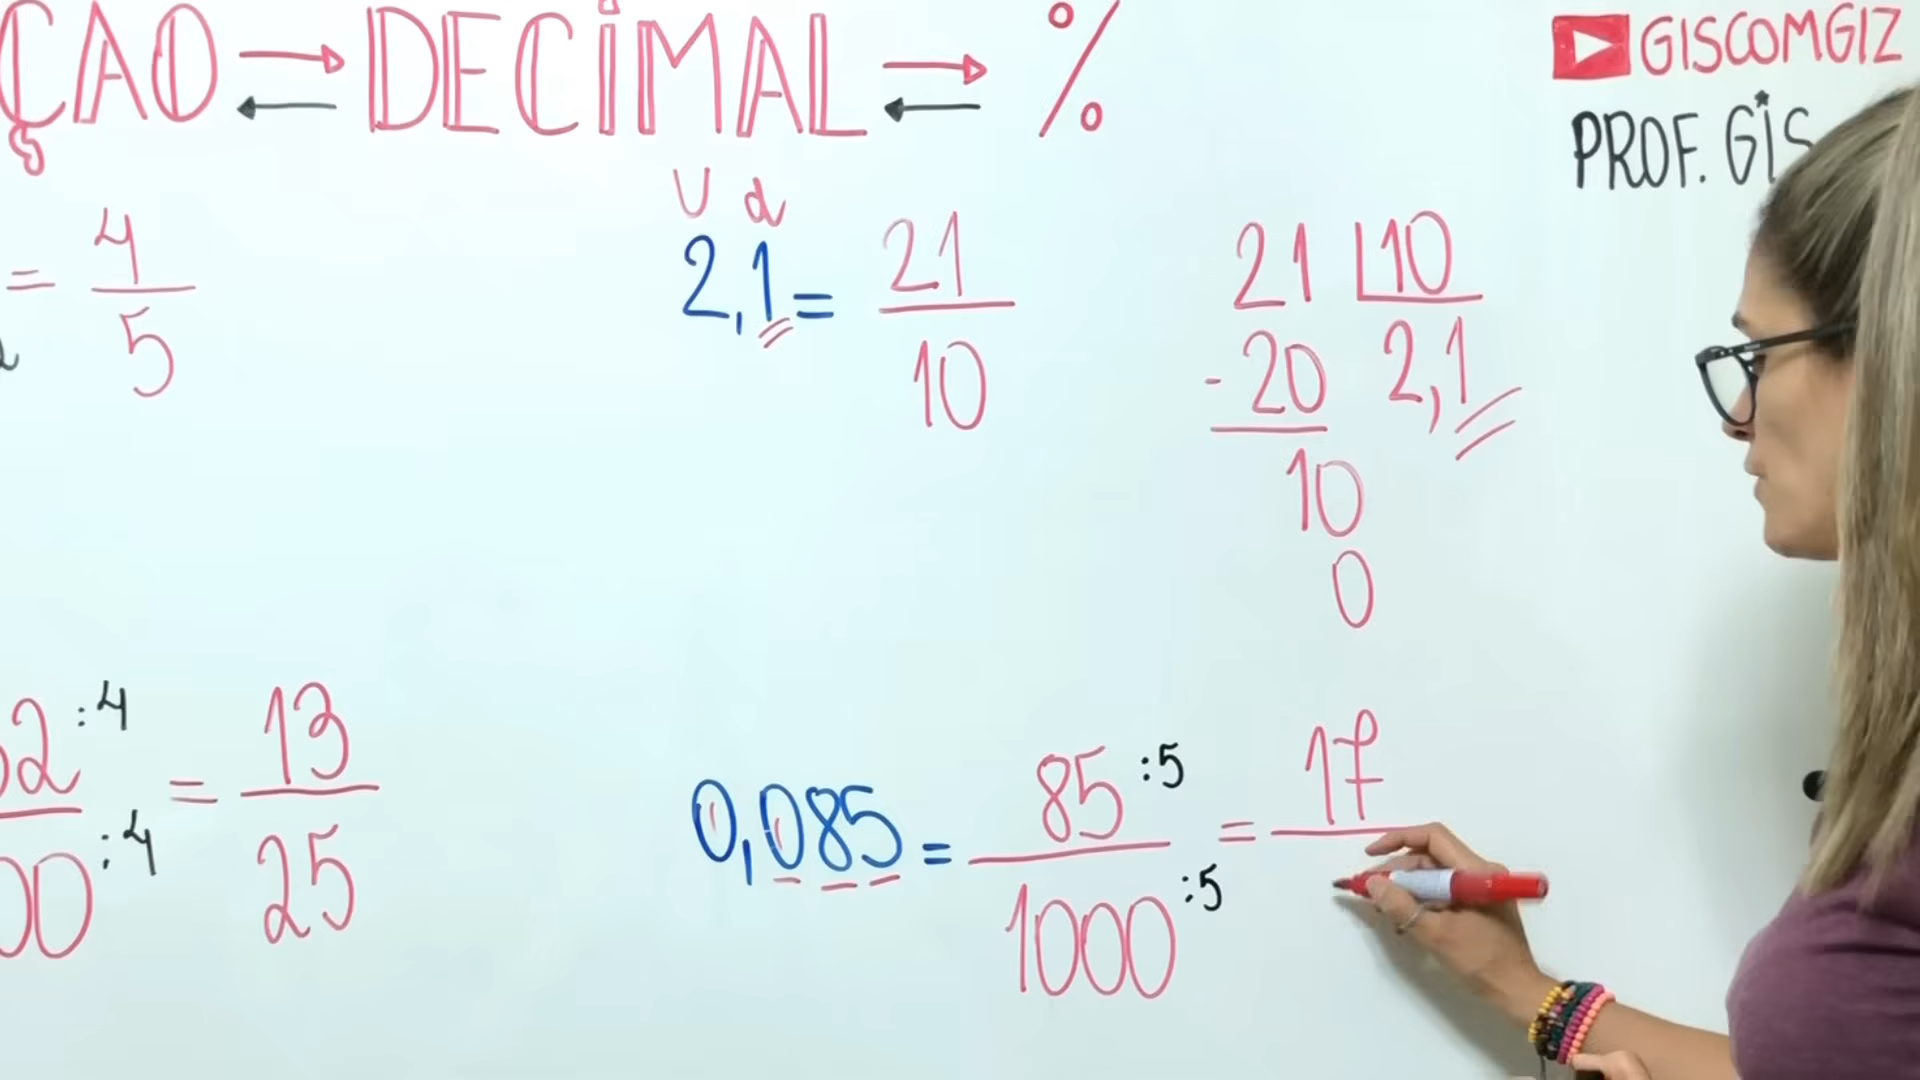 ÇÃO → DECIMAL → %
← ←
GISCOMGIZ
PROF. GIS
= 4/5
U d
2,1 = 21/10
21 |10
- 20 2,1
10
0
52 :4 / 00 :4 = 13/25
0,085 = 85 :5 / 1000 :5 = 17